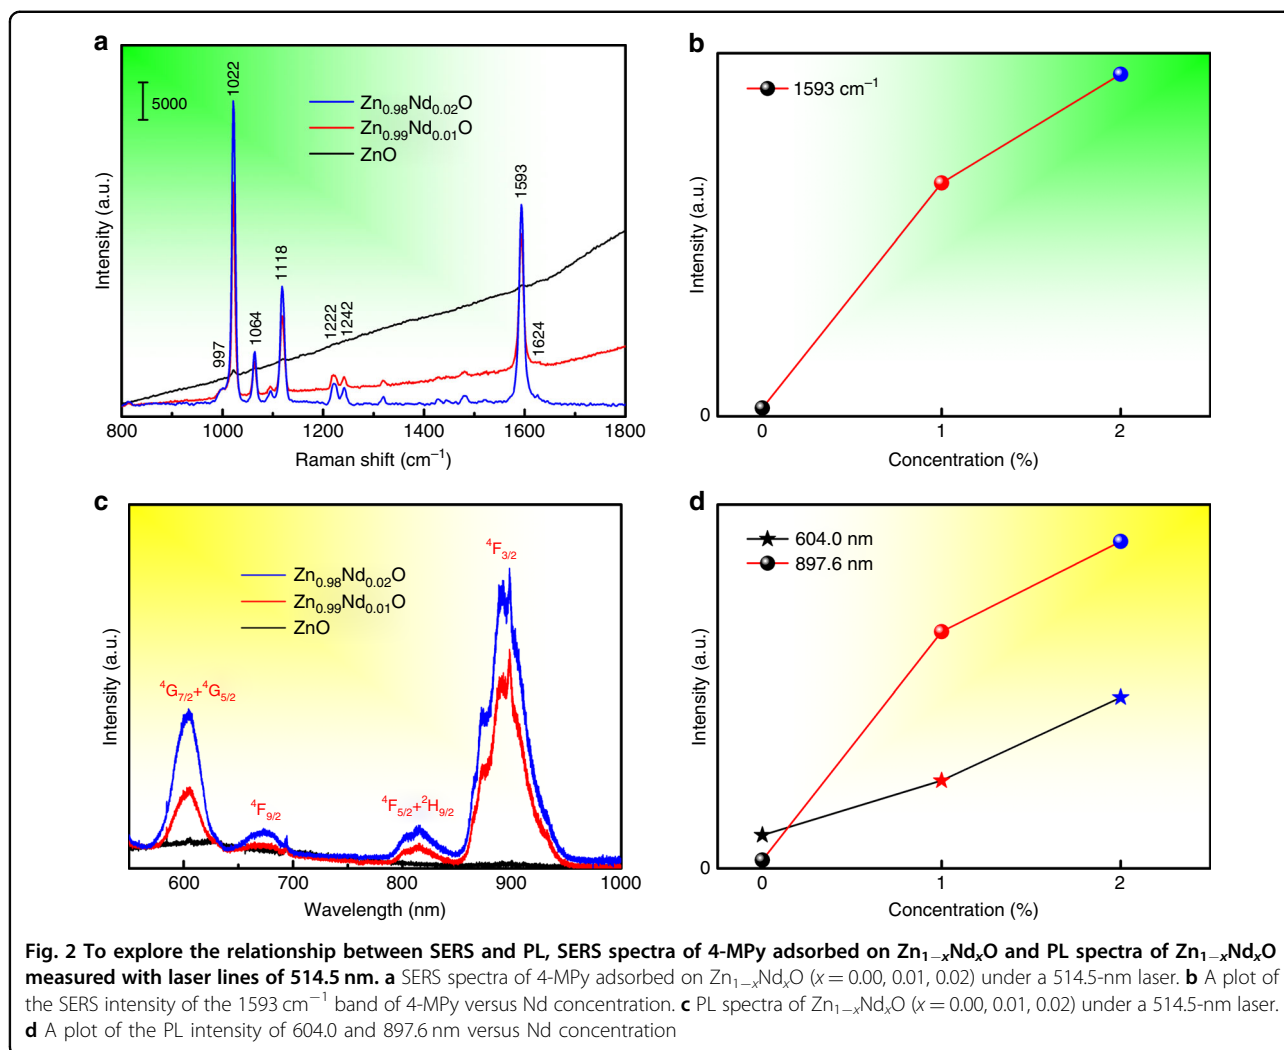 a
5000
1022
Zn0.98Nd0.02O
Zn0.99Nd0.01O
ZnO
1593
1118
1064
997
1222
1242
1624
Intensity (a.u.)
800 1000 1200 1400 1600 1800
Raman shift (cm−1)
b
1593 cm−1
Intensity (a.u.)
0
0 1 2
Concentration (%)
c
4F3/2
Zn0.98Nd0.02O
Zn0.99Nd0.01O
ZnO
4G7/2+4G5/2
4F9/2
4F5/2+2H9/2
Intensity (a.u.)
600 700 800 900 1000
Wavelength (nm)
d
604.0 nm
897.6 nm
Intensity (a.u.)
0
0 1 2
Concentration (%)
Fig. 2 To explore the relationship between SERS and PL, SERS spectra of 4-MPy adsorbed on Zn1−xNdxO and PL spectra of Zn1−xNdxO
measured with laser lines of 514.5 nm. a SERS spectra of 4-MPy adsorbed on Zn1−xNdxO (x = 0.00, 0.01, 0.02) under a 514.5-nm laser. b A plot of
the SERS intensity of the 1593 cm−1 band of 4-MPy versus Nd concentration. c PL spectra of Zn1−xNdxO (x = 0.00, 0.01, 0.02) under a 514.5-nm laser.
d A plot of the PL intensity of 604.0 and 897.6 nm versus Nd concentration